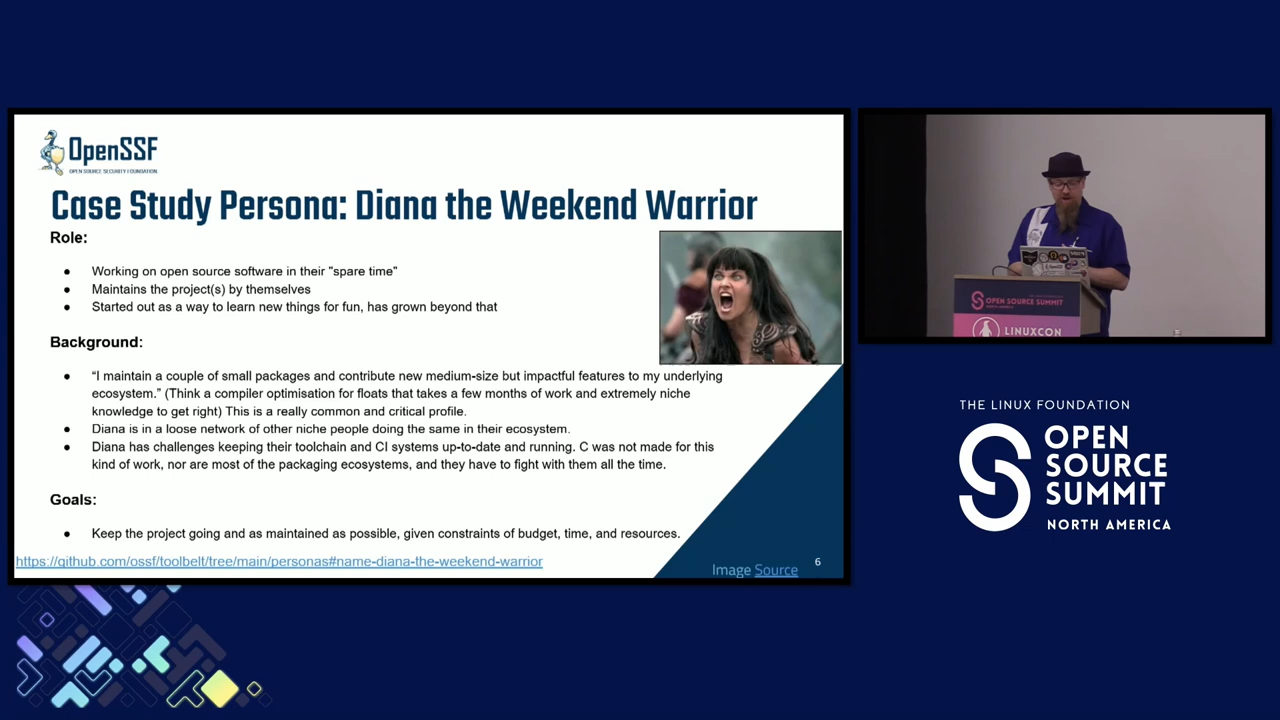 OpenSSF
OPEN SOURCE SECURITY FOUNDATION
Case Study Persona: Diana the Weekend Warrior
Role:
● Working on open source software in their "spare time"
● Maintains the project(s) by themselves
● Started out as a way to learn new things for fun, has grown beyond that
Background:
● “I maintain a couple of small packages and contribute new medium-size but impactful features to my underlying
ecosystem.” (Think a compiler optimisation for floats that takes a few months of work and extremely niche
knowledge to get right) This is a really common and critical profile.
● Diana is in a loose network of other niche people doing the same in their ecosystem.
● Diana has challenges keeping their toolchain and CI systems up-to-date and running. C was not made for this
kind of work, nor are most of the packaging ecosystems, and they have to fight with them all the time.
Goals:
● Keep the project going and as maintained as possible, given constraints of budget, time, and resources.
https://github.com/ossf/toolbelt/tree/main/personas#name-diana-the-weekend-warrior
Image Source
6
OPEN SOURCE SUMMIT
LINUXCON
THE LINUX FOUNDATION
OPEN
SOURCE
SUMMIT
NORTH AMERICA